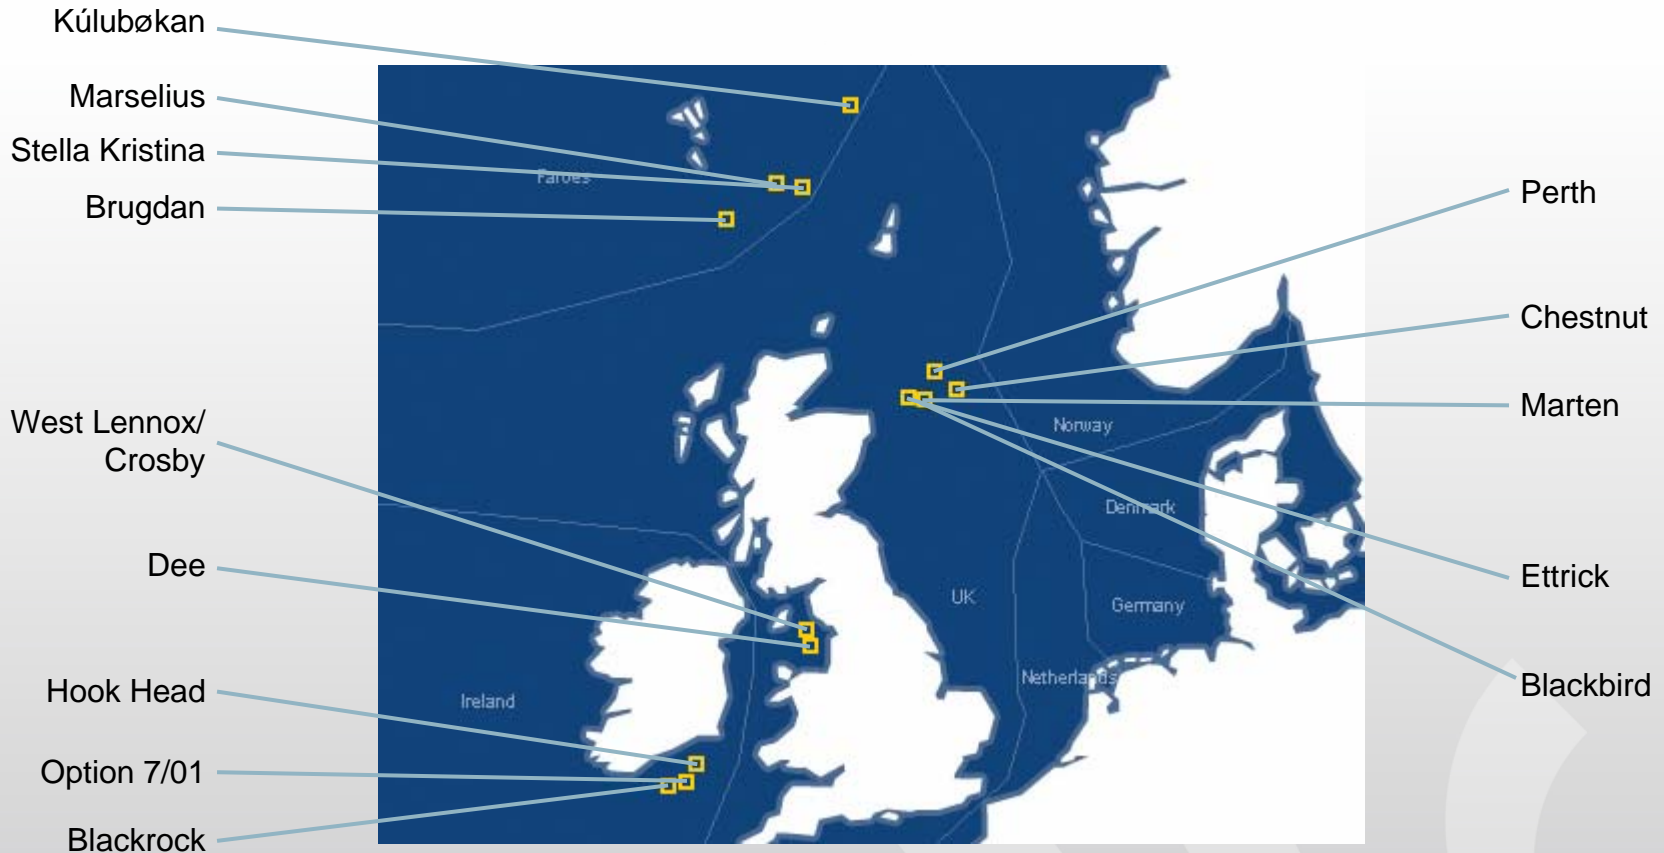 Kúlubøkan
Marselius
Stella Kristina
Brugdan
West Lennox/
Crosby
Dee
Hook Head
Option 7/01
Blackrock
Faroes
Norway
Denmark
UK
Germany
Netherlands
Ireland
Perth
Chestnut
Marten
Ettrick
Blackbird